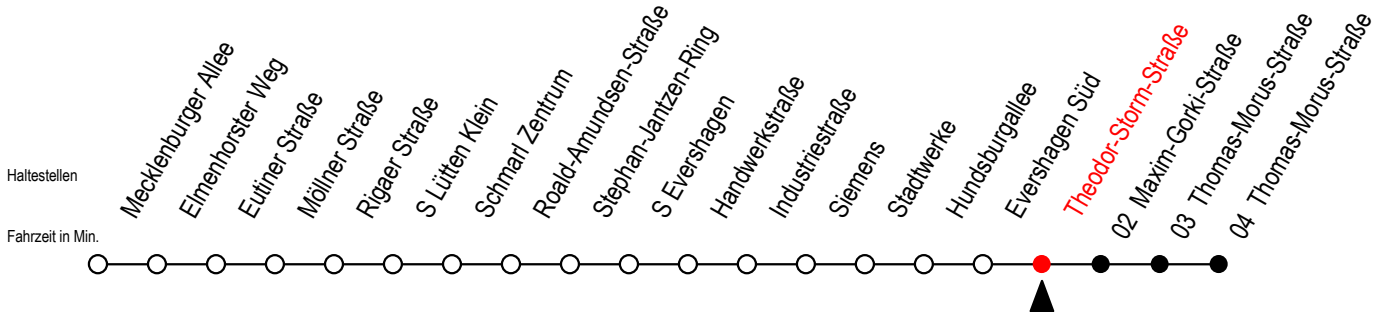 Haltestellen
Fahrzeit in Min.
Mecklenburger Allee
Elmenhorster Weg
Eutiner Straße
Möllner Straße
Rigaer Straße
S Lütten Klein
Schmarl Zentrum
Roald-Amundsen-Straße
Stephan-Jantzen-Ring
S Evershagen
Handwerkstraße
Industriestraße
Siemens
Stadtwerke
Hundsburgallee
Evershagen Süd
Theodor-Storm-Straße
02 Maxim-Gorki-Straße
03 Thomas-Morus-Straße
04 Thomas-Morus-Straße